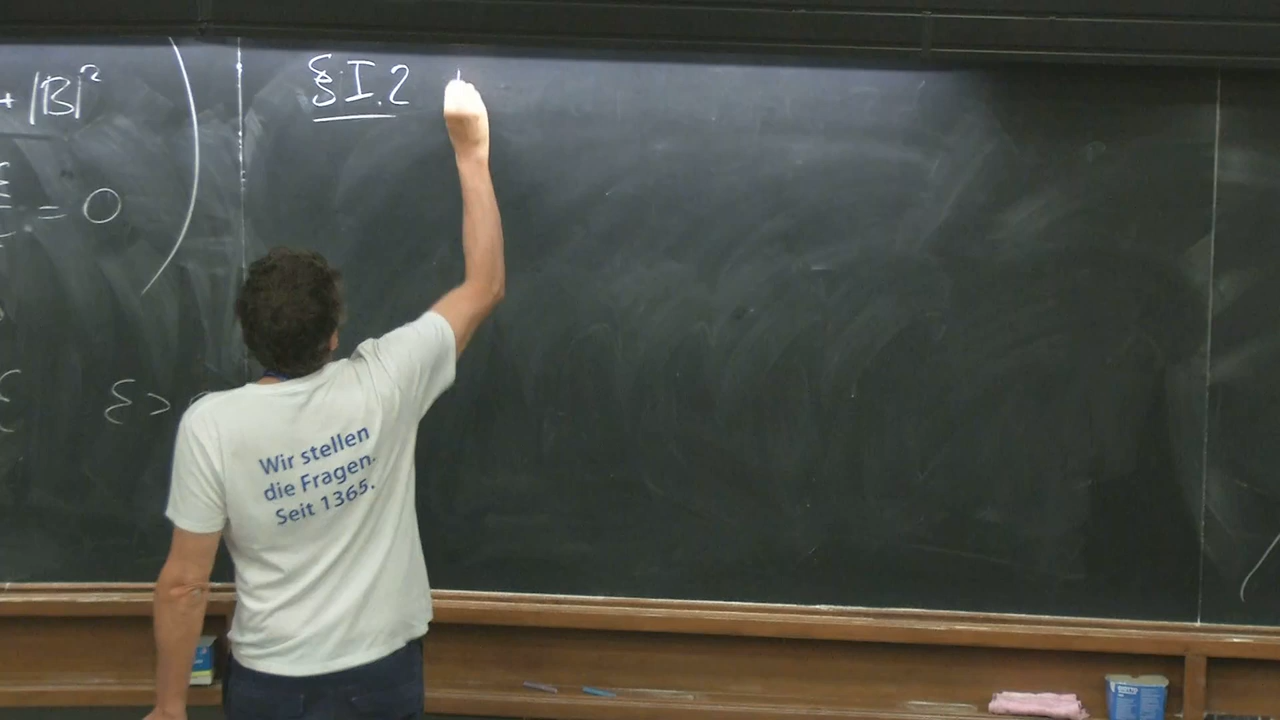 + |B|²
= 0
ε >
§ I.2
Wir stellen
die Fragen.
Seit 1365.